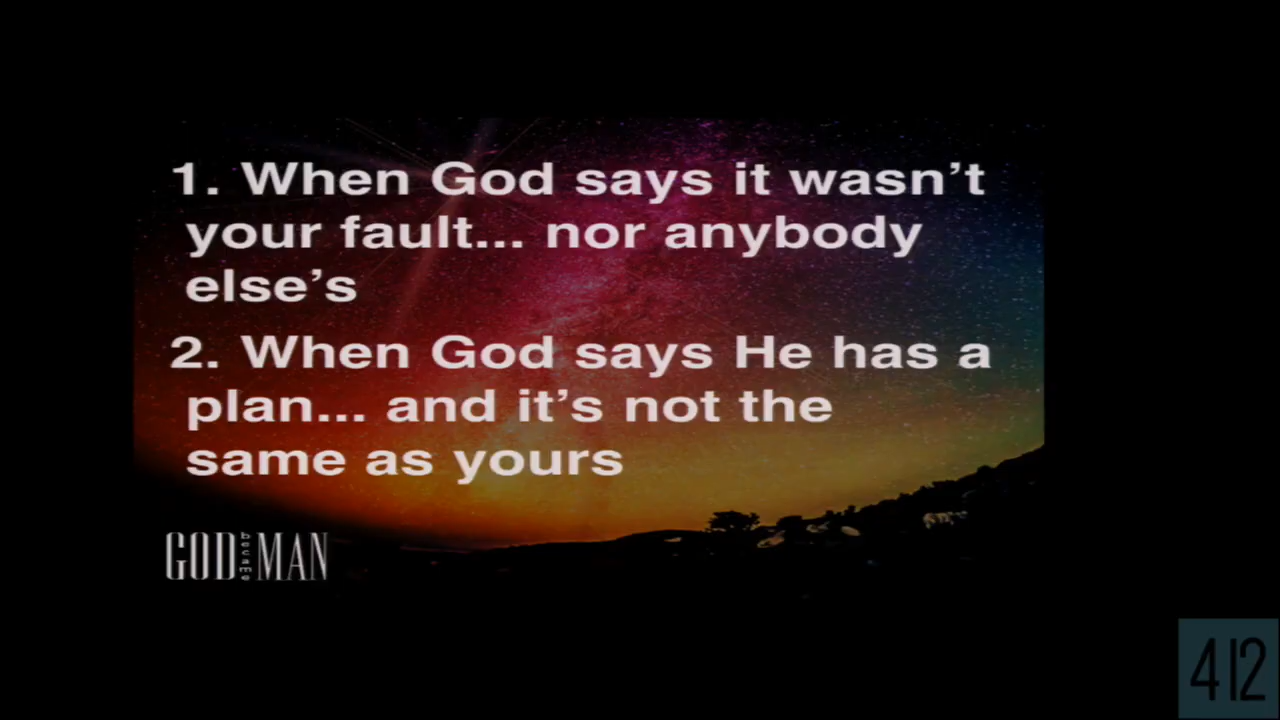 1. When God says it wasn’t
your fault... nor anybody
else’s
2. When God says He has a
plan... and it’s not the
same as yours
GOD became MAN
412